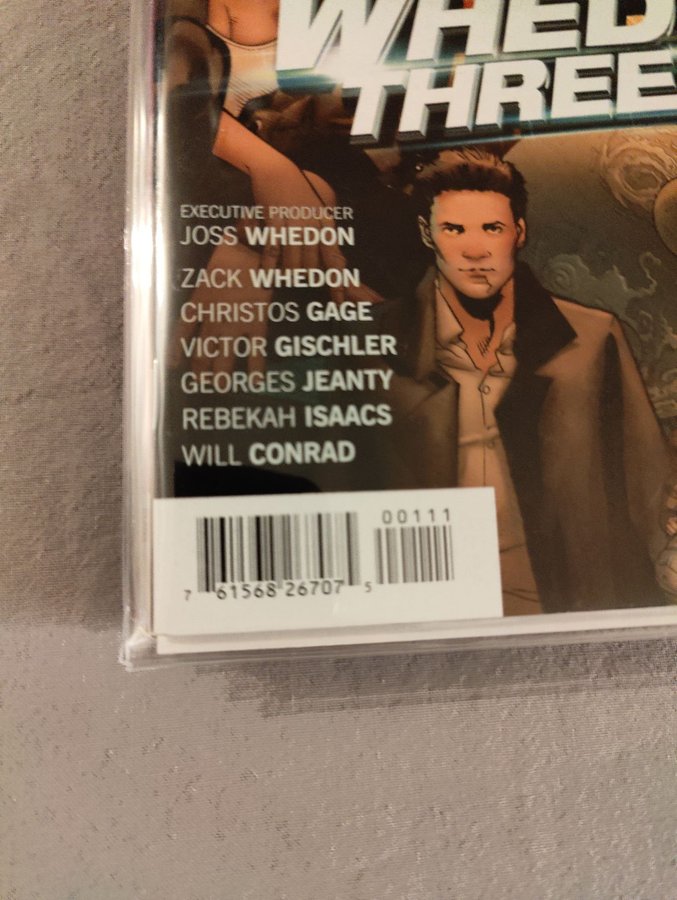 WHED
THREE
EXECUTIVE PRODUCER
JOSS WHEDON
ZACK WHEDON
CHRISTOS GAGE
VICTOR GISCHLER
GEORGES JEANTY
REBEKAH ISAACS
WILL CONRAD
00111
7 61568 26707 5